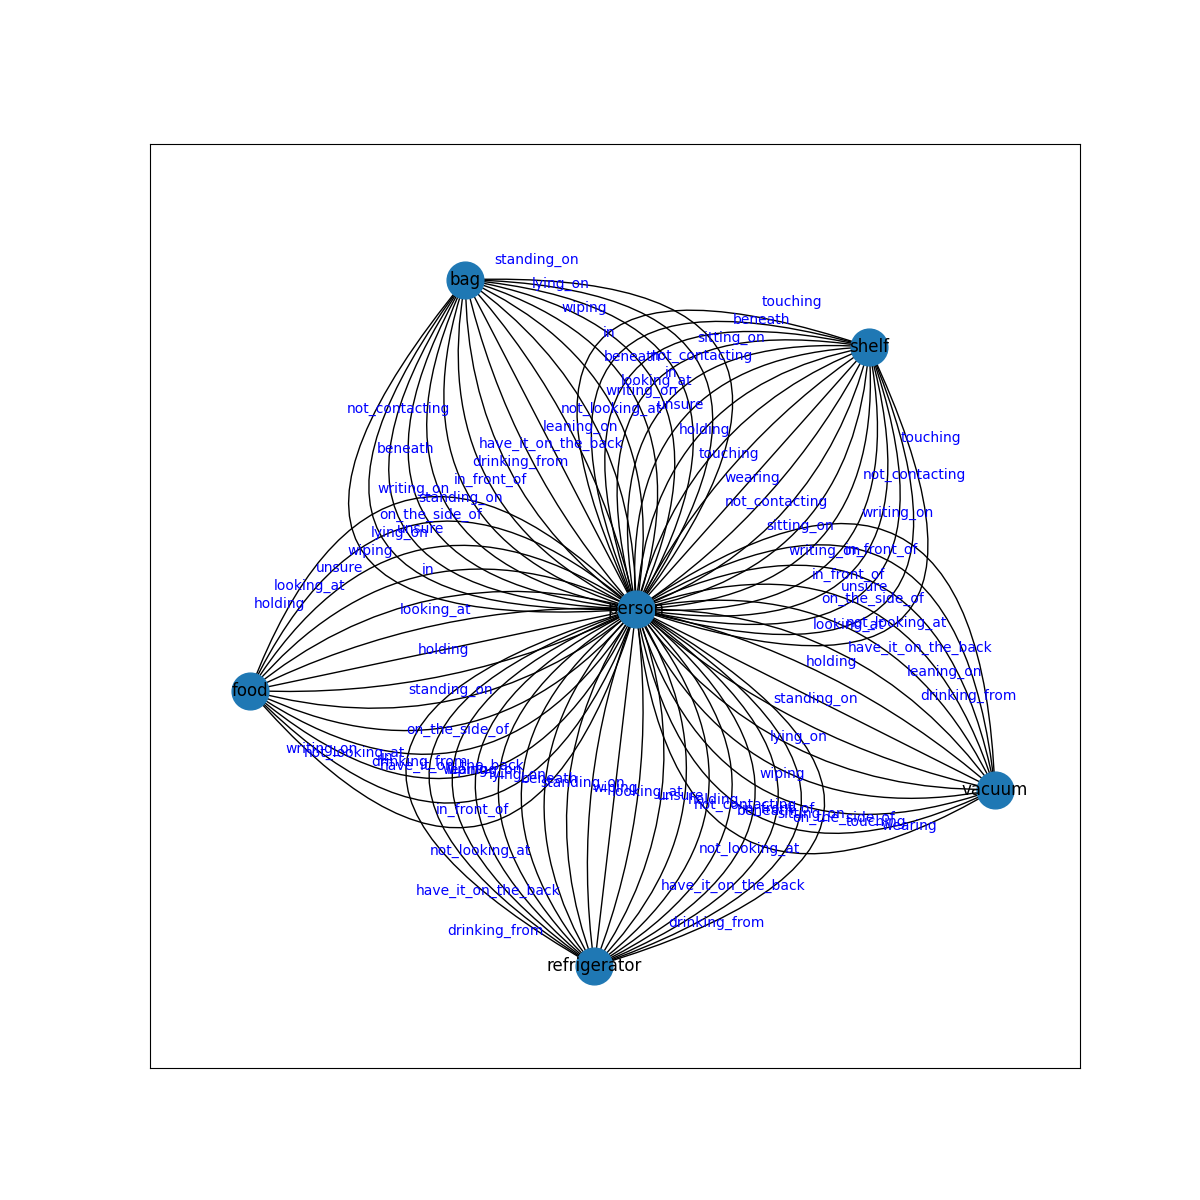 standing_on
bag
lying_on
touching
wiping
beneath
in
sitting_on
shelf
beneath
not_contacting
in
looking_at
writing_on
unsure
not_contacting
not_looking_at
leaning_on
holding
touching
have_it_on_the_back
touching
beneath
drinking_from
wearing
not_contacting
in_front_of
writing_on
standing_on
not_contacting
on_the_side_of
writing_on
unsure
lying_on
sitting_on
wiping
writing_on
in_front_of
unsure
in
in_front_of
looking_at
unsure
holding
on_the_side_of
looking_at
person
looking_at
not_looking_at
holding
holding
have_it_on_the_back
leaning_on
food
standing_on
standing_on
drinking_from
on_the_side_of
lying_on
writing_on
not_looking_at
drinking_from
have_it_on_the_back
lying_on
beneath
standing_on
wiping
looking_at
unsure
holding
wiping
vacuum
not_contacting
in_front_of
beneath
sitting_on
on_the_side_of
touching
wearing
in_front_of
not_looking_at
not_looking_at
have_it_on_the_back
have_it_on_the_back
drinking_from
drinking_from
refrigerator